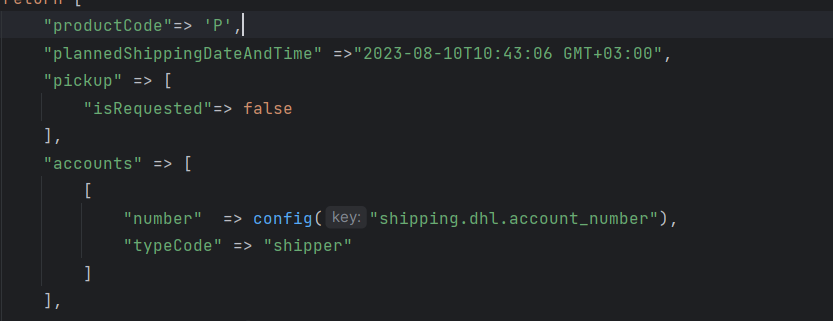 return [
"productCode"=> 'P',
"plannedShippingDateAndTime" =>"2023-08-10T10:43:06 GMT+03:00",
"pickup" => [
"isRequested"=> false
],
"accounts" => [
[
"number"  => config( key: "shipping.dhl.account_number"),
"typeCode" => "shipper"
]
],